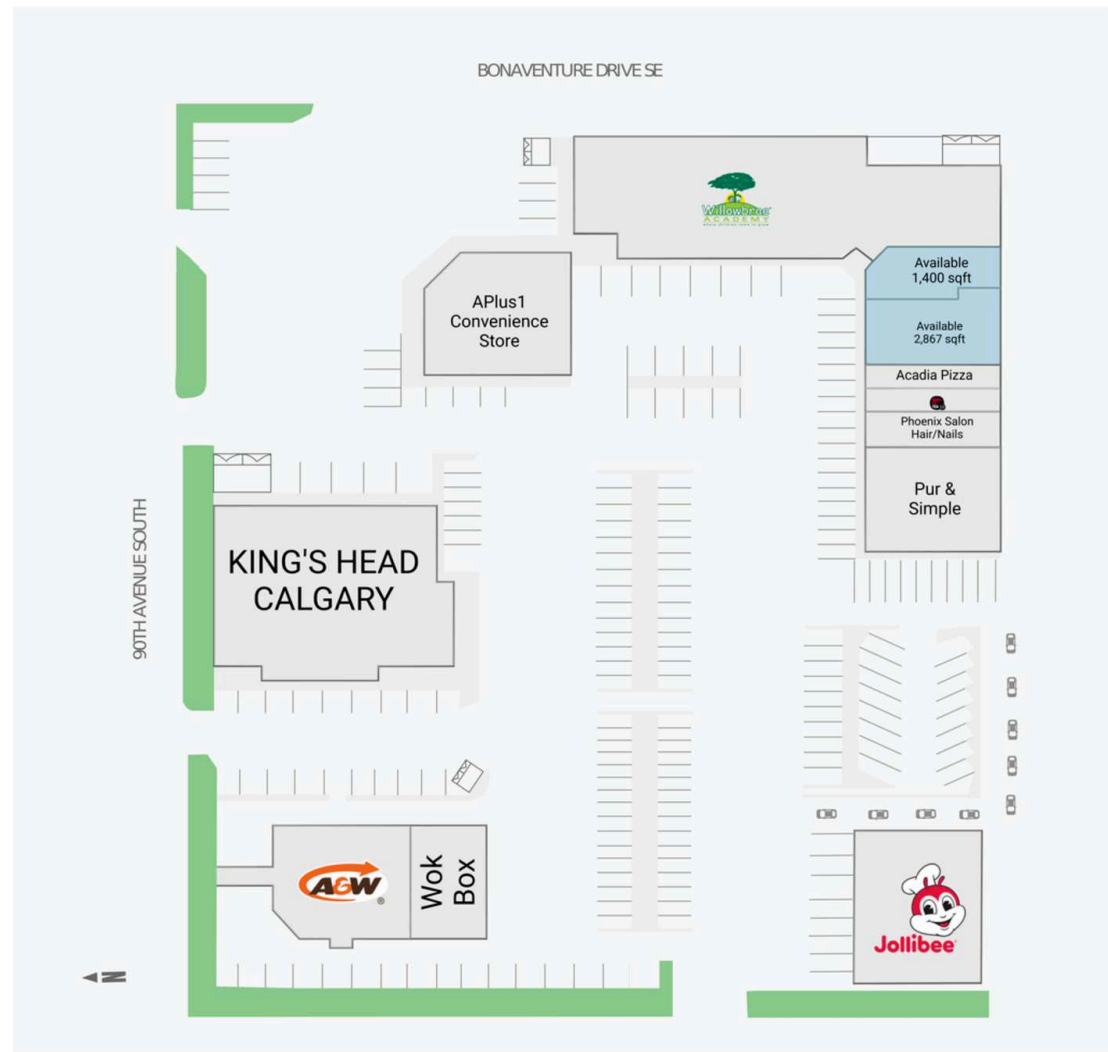 BONAVENTURE DRIVE SE
Willowbrae
ACADEMY
Available
1,400 sqft
APlus1
Convenience
Store
Available
2,867 sqft
Acadia Pizza
Phoenix Salon
Hair/Nails
Pur &
Simple
90TH AVENUE SOUTH
KING'S HEAD
CALGARY
A&W
®
Wok
Box
Jollibee
N